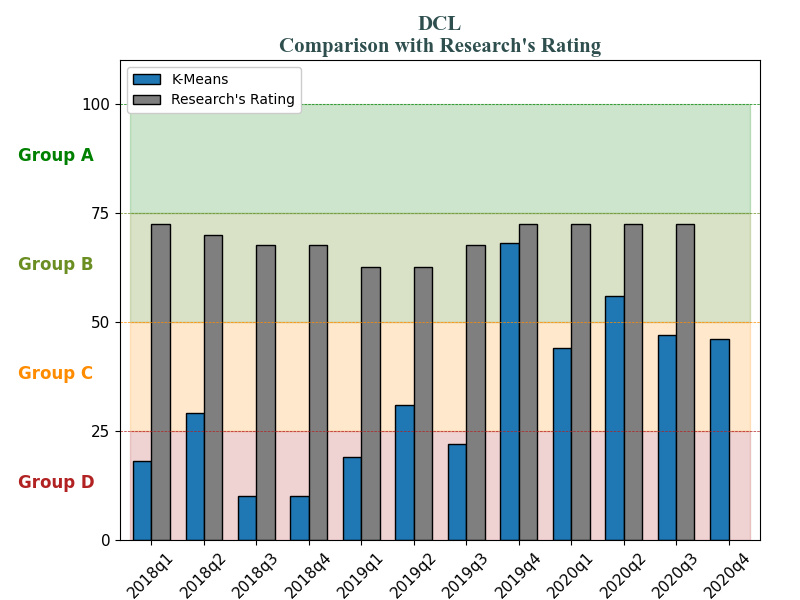 DCL
Comparison with Research's Rating
K-Means
Research's Rating
100
Group A
75
Group B
50
Group C
25
Group D
0
2018q1 2018q2 2018q3 2018q4 2019q1 2019q2 2019q3 2019q4 2020q1 2020q2 2020q3 2020q4